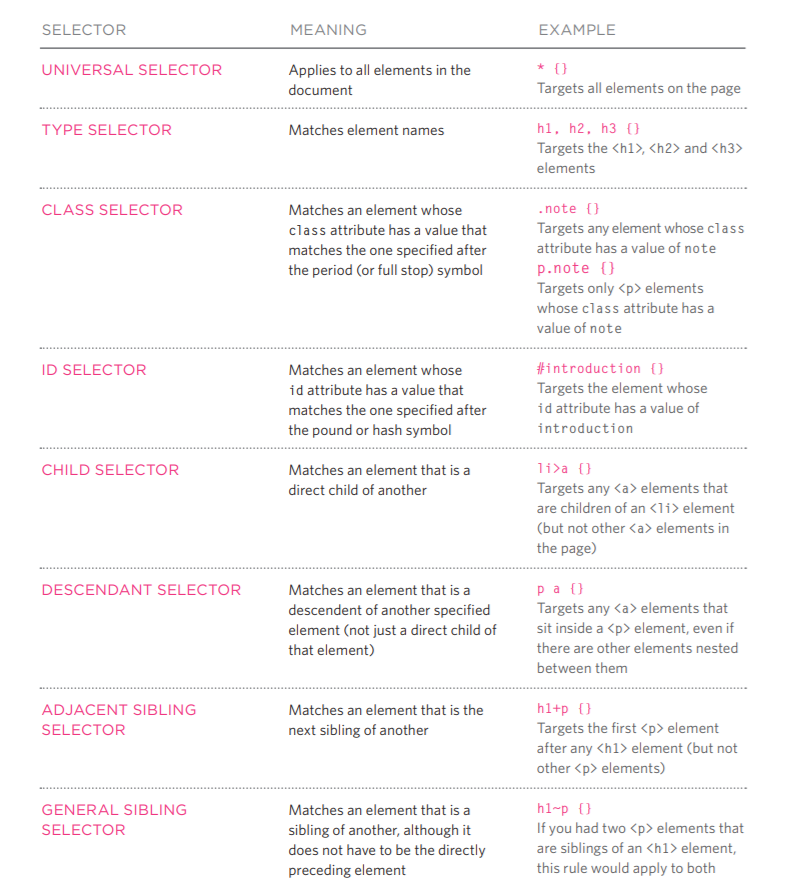 SELECTOR MEANING EXAMPLE
UNIVERSAL SELECTOR Applies to all elements in the * {}
document Targets all elements on the page
TYPE SELECTOR Matches element names h1, h2, h3 {}
Targets the <h1>, <h2> and <h3>
elements
CLASS SELECTOR Matches an element whose .note {}
class attribute has a value that Targets any element whose class
matches the one specified after attribute has a value of note
the period (or full stop) symbol p.note {}
Targets only <p> elements
whose class attribute has a
value of note
ID SELECTOR Matches an element whose #introduction {}
id attribute has a value that Targets the element whose
matches the one specified after id attribute has a value of
the pound or hash symbol introduction
CHILD SELECTOR Matches an element that is a li>a {}
direct child of another Targets any <a> elements that
are children of an <li> element
(but not other <a> elements in
the page)
DESCENDANT SELECTOR Matches an element that is a p a {}
descendent of another specified Targets any <a> elements that
element (not just a direct child of sit inside a <p> element, even if
that element) there are other elements nested
between them
ADJACENT SIBLING Matches an element that is the h1+p {}
SELECTOR next sibling of another Targets the first <p> element
after any <h1> element (but not
other <p> elements)
GENERAL SIBLING Matches an element that is a h1~p {}
SELECTOR sibling of another, although it If you had two <p> elements that
does not have to be the directly are siblings of an <h1> element,
preceding element this rule would apply to both